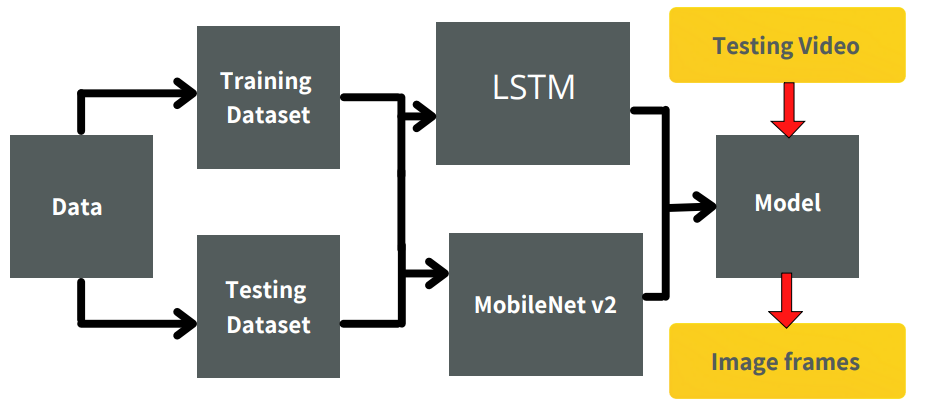 Data
Training
Dataset
Testing
Dataset
LSTM
MobileNet v2
Testing Video
Model
Image frames